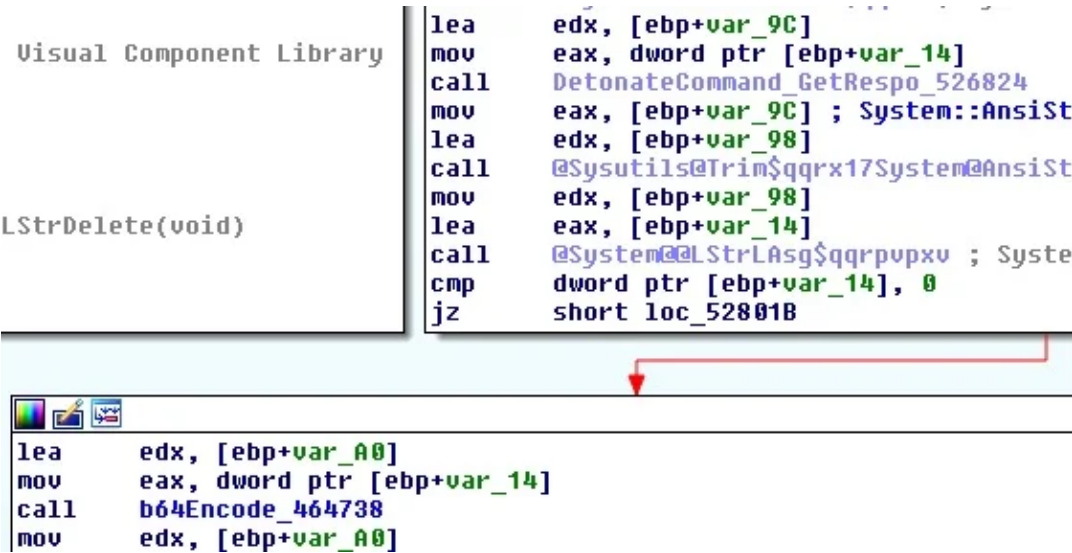 Visual Component Library
LStrDelete(void)
lea edx, [ebp+var_9C]
mov eax, dword ptr [ebp+var_14]
call DetonateCommand_GetRespo_526824
mov eax, [ebp+var_9C] ; System::AnsiSt
lea edx, [ebp+var_98]
call @Sysutils@Trim$qqrx17System@AnsiSt
mov edx, [ebp+var_98]
lea eax, [ebp+var_14]
call @System@@LStrLAsg$qqrpvpxv ; Syste
cmp dword ptr [ebp+var_14], 0
jz short loc_52801B
lea edx, [ebp+var_A0]
mov eax, dword ptr [ebp+var_14]
call b64Encode_464738
mov edx, [ebp+var_A0]